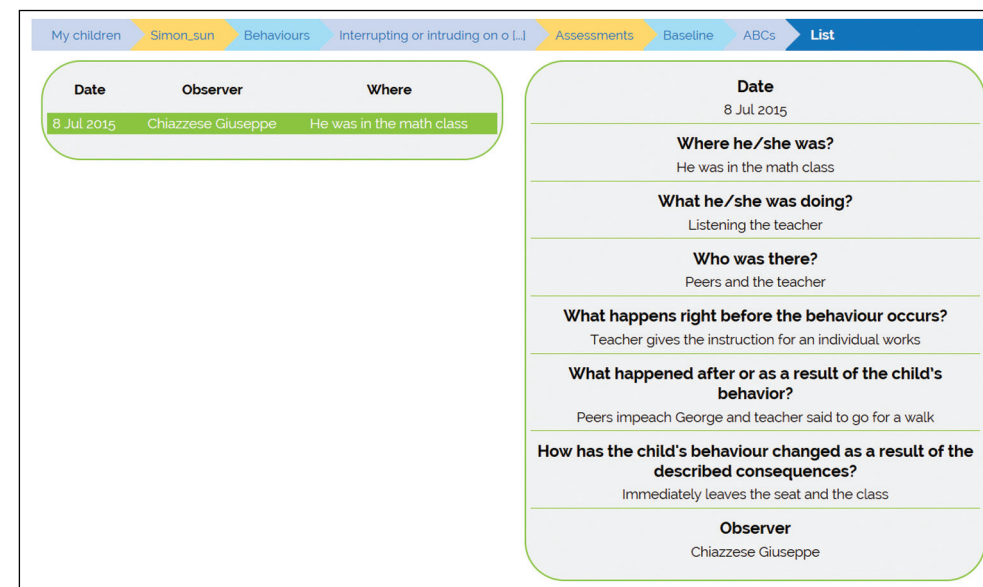 My children Simon_sun Behaviours Interrupting or intruding on o [...] Assessments Baseline ABCs List
Date Observer Where
8 Jul 2015 Chiazzese Giuseppe He was in the math class
Date
8 Jul 2015
Where he/she was?
He was in the math class
What he/she was doing?
Listening the teacher
Who was there?
Peers and the teacher
What happens right before the behaviour occurs?
Teacher gives the instruction for an individual works
What happened after or as a result of the child's
behavior?
Peers impeach George and teacher said to go for a walk
How has the child's behaviour changed as a result of the
described consequences?
Immediately leaves the seat and the class
Observer
Chiazzese Giuseppe